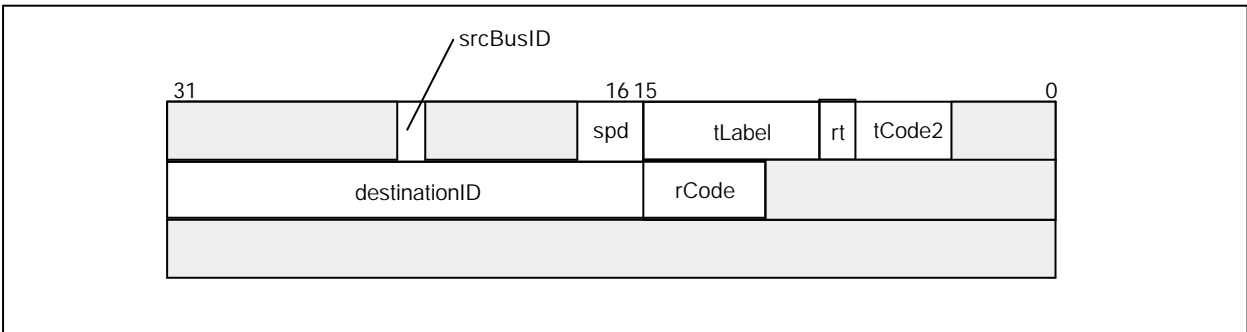 srcBusID
31 16 15 0
spd tLabel rt tCode2
destinationID rCode